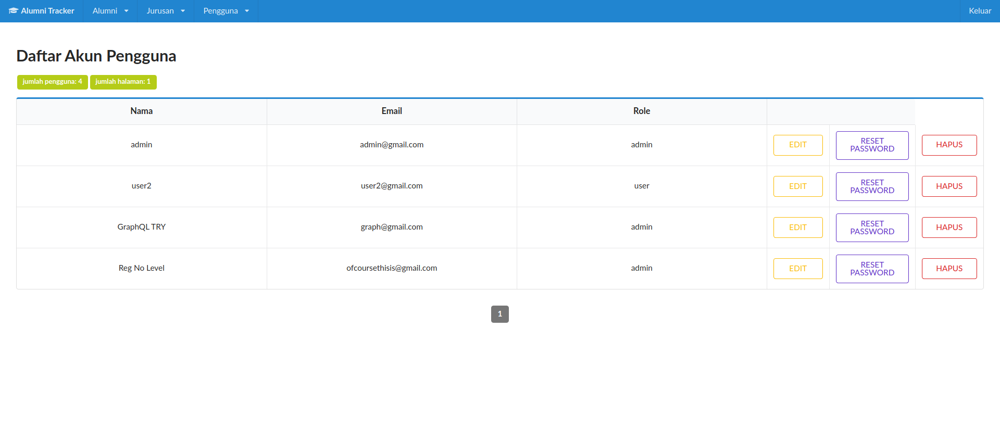 Alumni Tracker Alumni Jurusan Pengguna Keluar
Daftar Akun Pengguna
jumlah pengguna: 4 jumlah halaman: 1
Nama Email Role
admin admin@gmail.com admin EDIT RESET PASSWORD HAPUS
user2 user2@gmail.com user EDIT RESET PASSWORD HAPUS
GraphQL TRY graph@gmail.com admin EDIT RESET PASSWORD HAPUS
Reg No Level ofcoursethisis@gmail.com admin EDIT RESET PASSWORD HAPUS
1